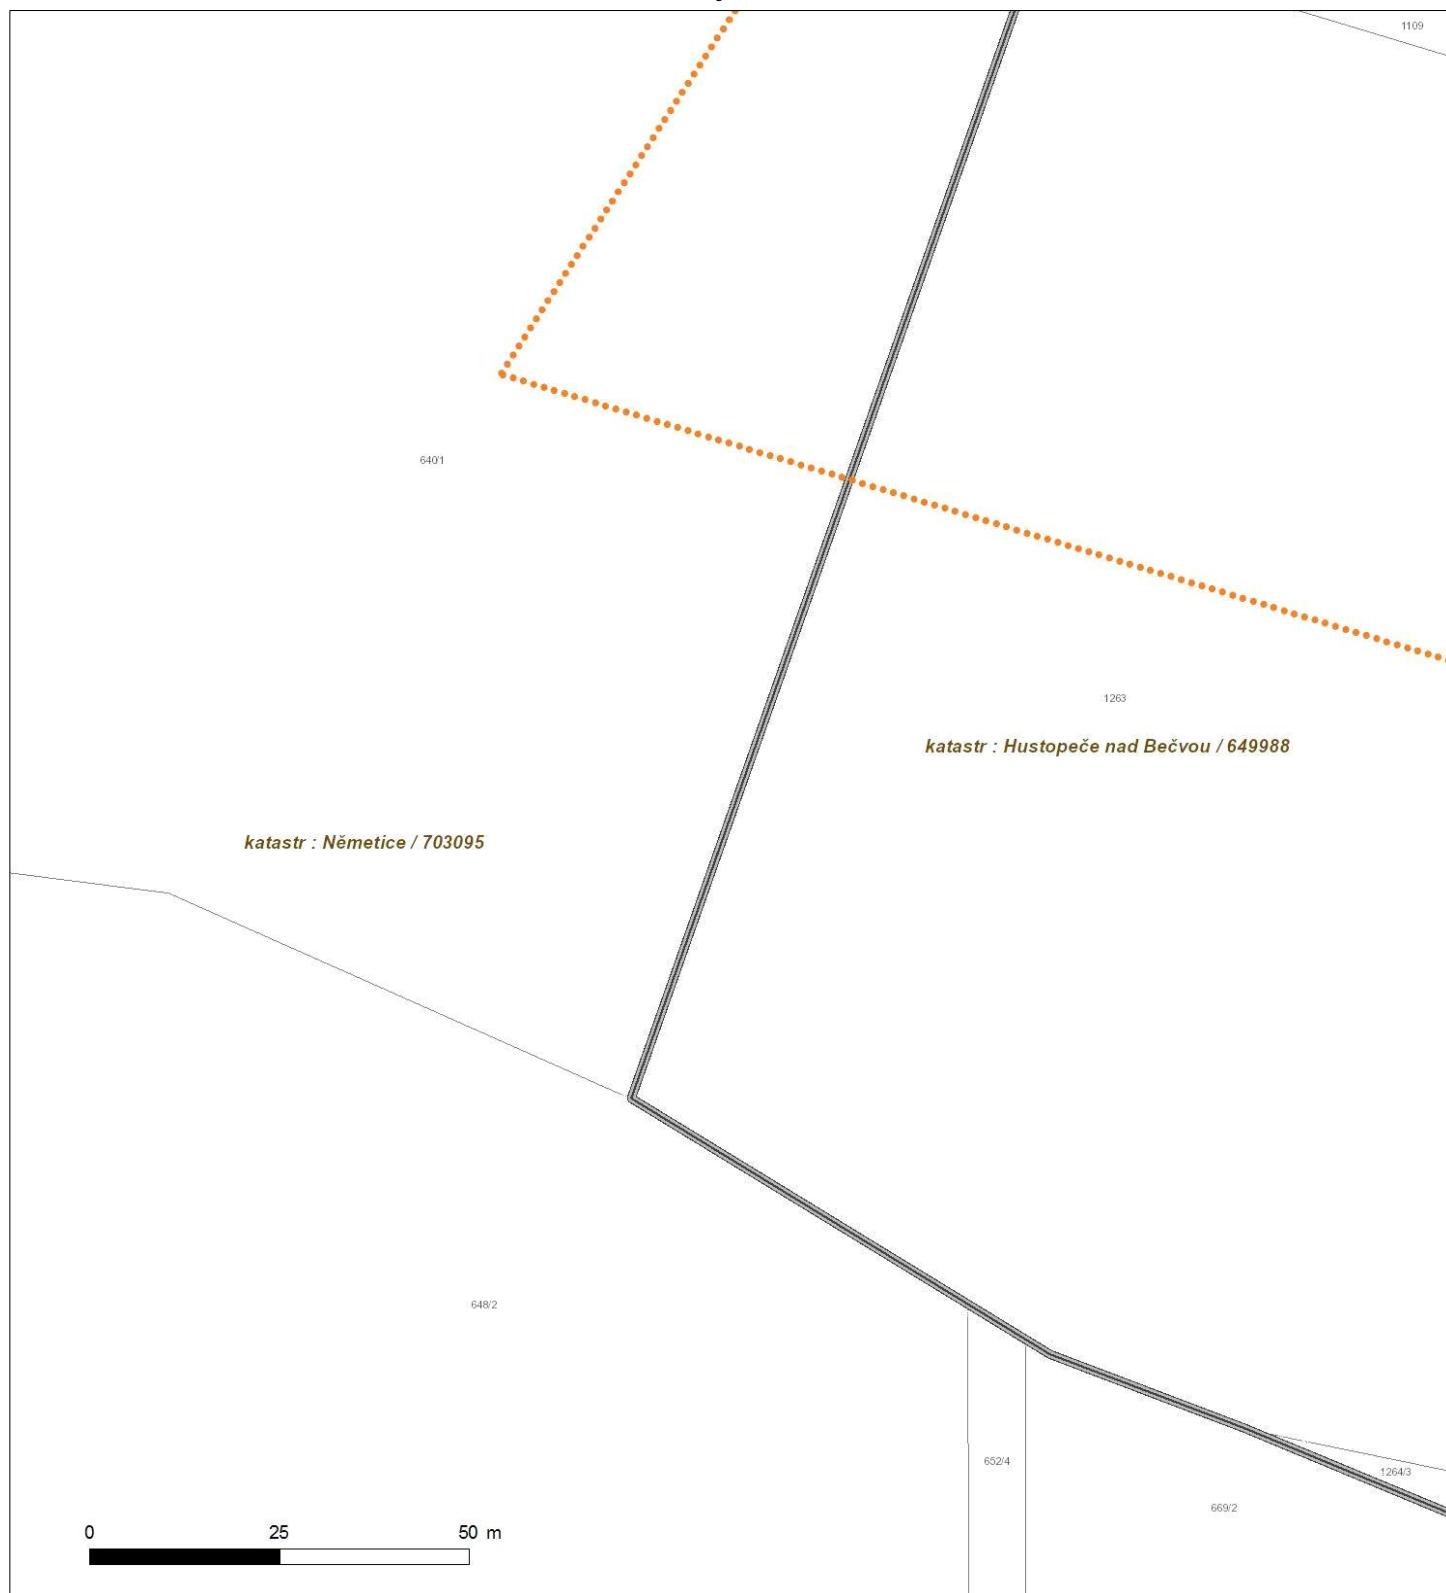 1109
640/1
1263
katastr : Hustopeče nad Bečvou / 649988
katastr : Němetice / 703095
648/2
652/4
1264/3
669/2
0 25 50 m